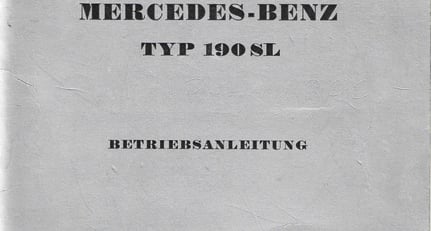 MERCEDES-BENZ
TYP 190 SL
BETRIEBSANLEITUNG